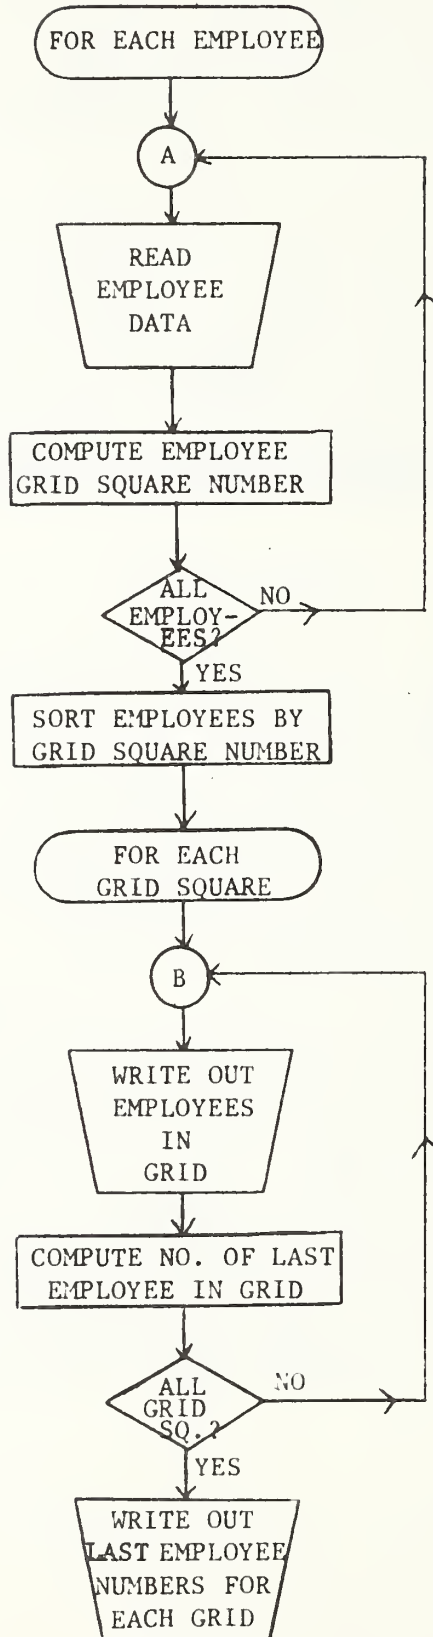 FOR EACH EMPLOYEE
A
READ
EMPLOYEE
DATA
COMPUTE EMPLOYEE
GRID SQUARE NUMBER
ALL
EMPLOY-
EES?
NO
YES
SORT EMPLOYEES BY
GRID SQUARE NUMBER
FOR EACH
GRID SQUARE
B
WRITE OUT
EMPLOYEES
IN
GRID
COMPUTE NO. OF LAST
EMPLOYEE IN GRID
ALL
GRID
SQ.?
NO
YES
WRITE OUT
LAST EMPLOYEE
NUMBERS FOR
EACH GRID